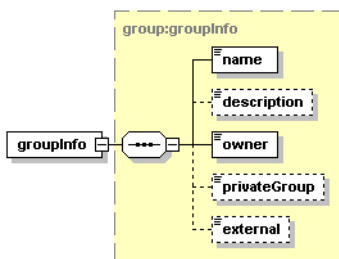 group:groupInfo
name
description
groupInfo
owner
privateGroup
external